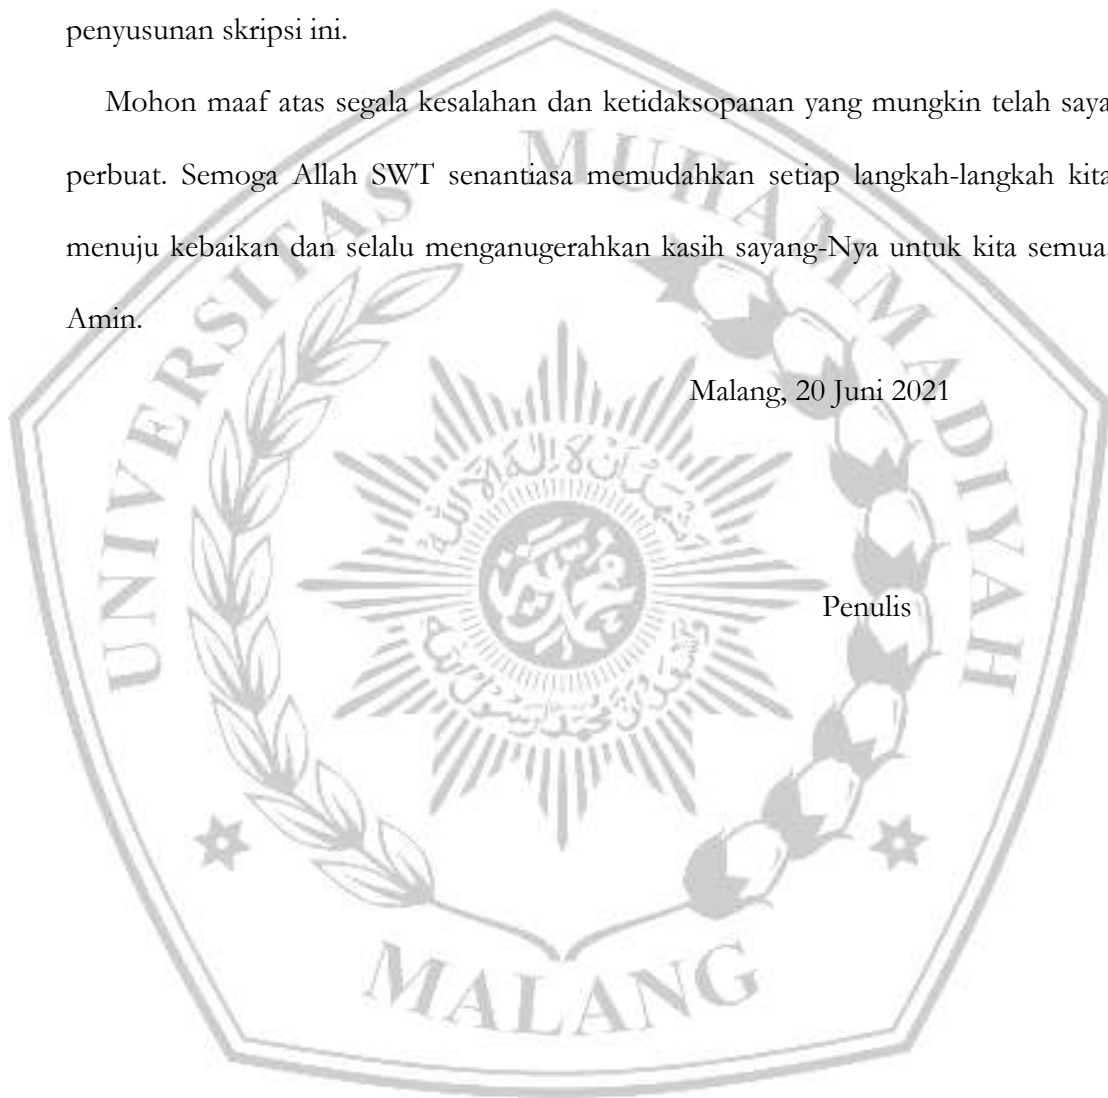 penyusunan skripsi ini.
Mohon maaf atas segala kesalahan dan ketidaksopanan yang mungkin telah saya
perbuat. Semoga Allah SWT senantiasa memudahkan setiap langkah-langkah kita
menuju kebaikan dan selalu menganugerahkan kasih sayang-Nya untuk kita semua.
Amin.
Malang, 20 Juni 2021
Penulis
UNIVERSITAS MUHAMMADIYAH
MALANG